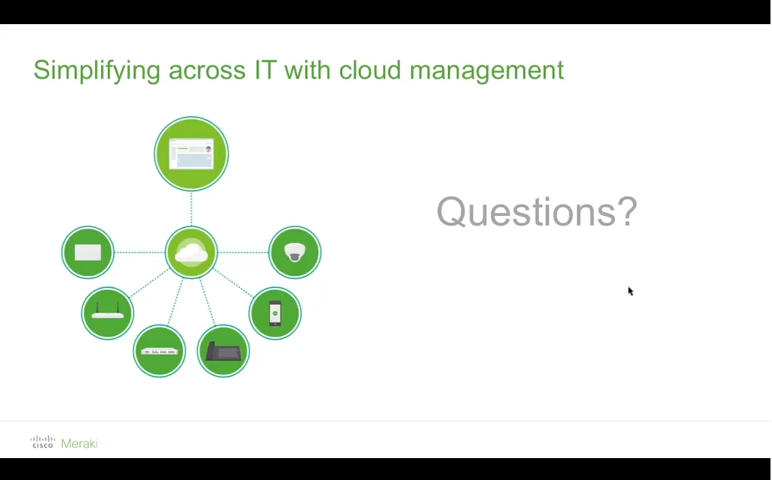 Simplifying across IT with cloud management
Questions?
CISCO Meraki